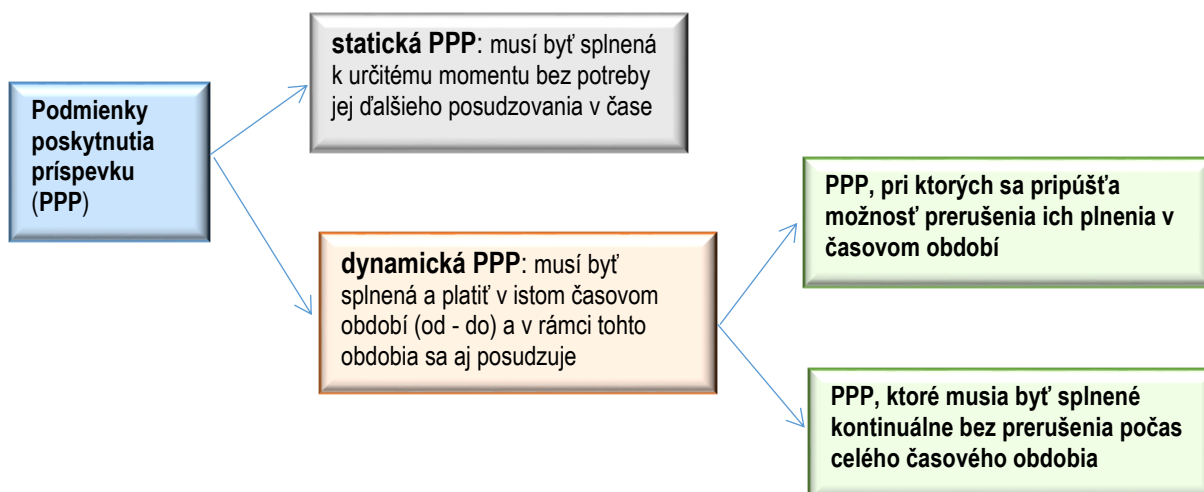 Podmienky
poskytnutia
príspevku
(PPP)
statická PPP: musí byť splnená
k určitému momentu bez potreby
jej ďalšieho posudzovania v čase
dynamická PPP: musí byť
splnená a platiť v istom časovom
období (od - do) a v rámci tohto
obdobia sa aj posudzuje
PPP, pri ktorých sa pripúšťa
možnosť prerušenia ich plnenia v
časovom období
PPP, ktoré musia byť splnené
kontinuálne bez prerušenia počas
celého časového obdobia